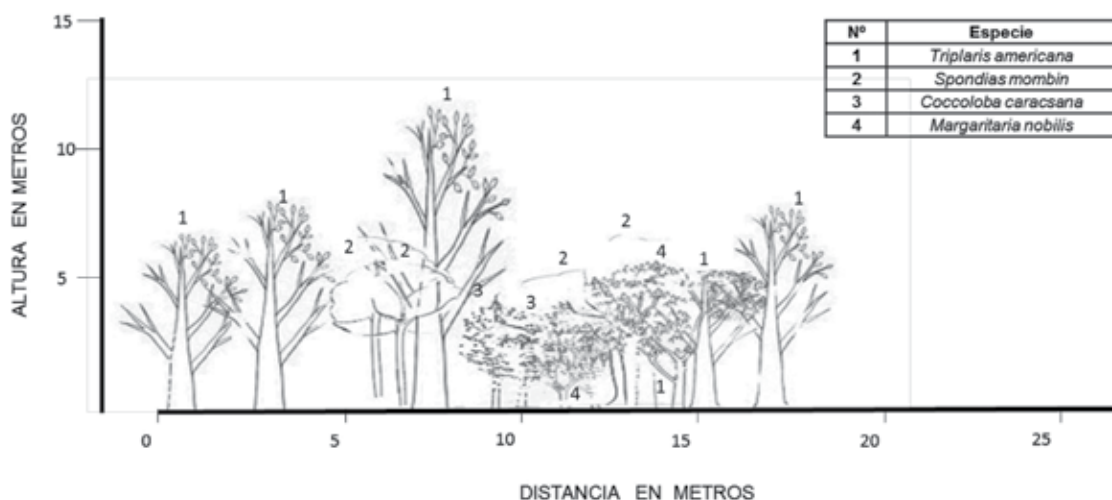 15
Nº Especie
1 Triplaris americana
2 Spondias mombin
3 Coccoloba caracsana
4 Margaritaria nobilis
ALTURA EN METROS
1
10
1
1
2
2
2
2
4
1
1
5
3
3
4
1
0 5 10 15 20 25
DISTANCIA EN METROS